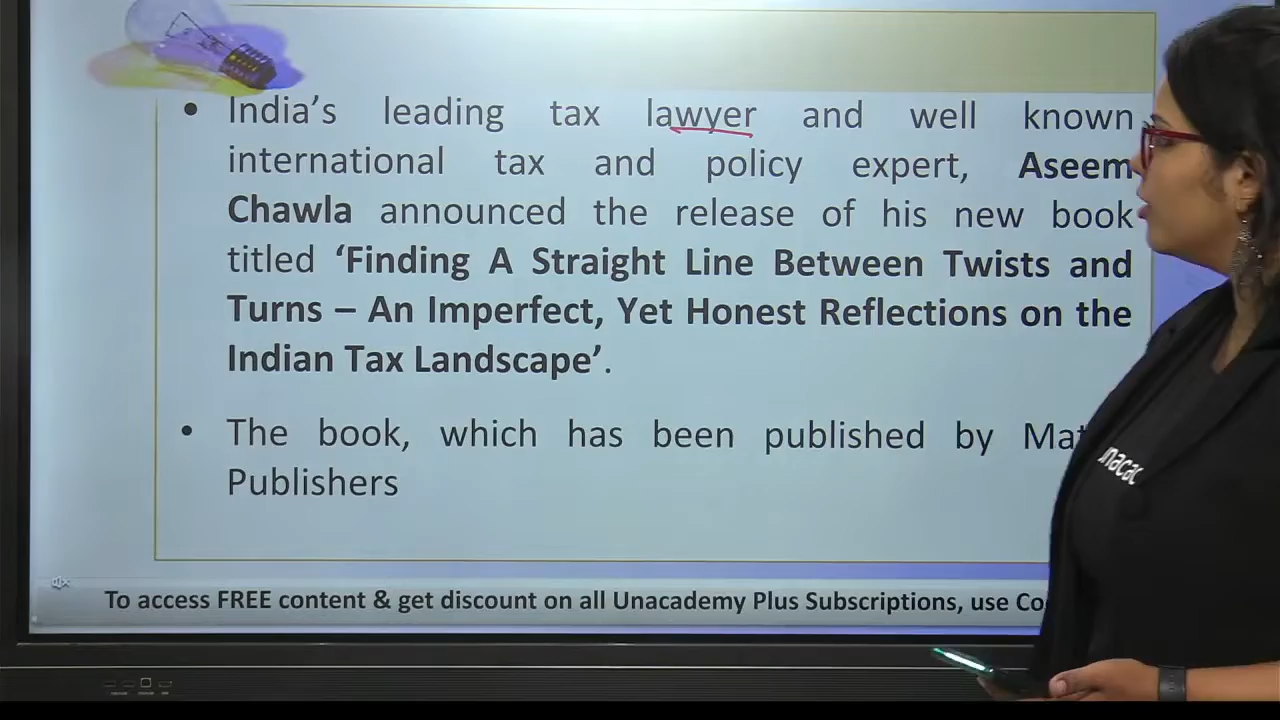 • India's leading tax lawyer and well known
international tax and policy expert, Aseem
Chawla announced the release of his new book
titled 'Finding A Straight Line Between Twists and
Turns – An Imperfect, Yet Honest Reflections on the
Indian Tax Landscape'.
• The book, which has been published by
Publishers
To access FREE content & get discount on all Unacademy Plus Subscriptions, use